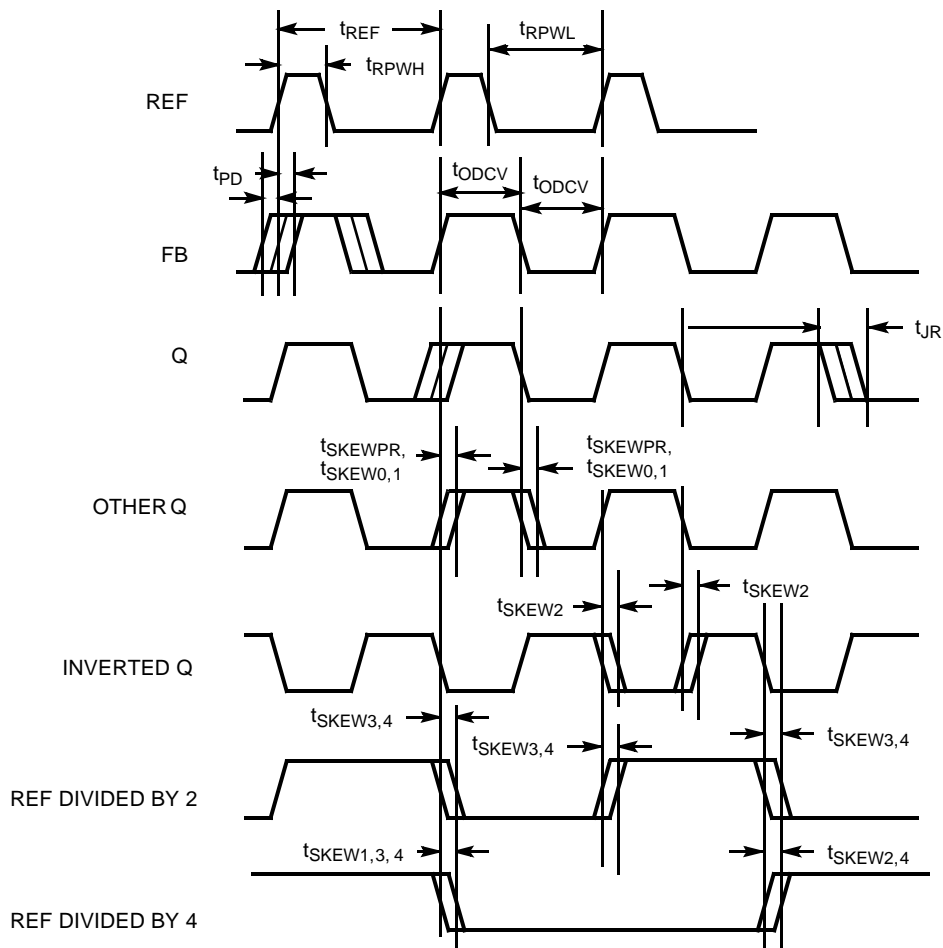 tREF
tRPWL
tRPWH
REF
tPD
tODCV
tODCV
FB
tJR
Q
tSKEWPR,
tSKEW0,1
tSKEWPR,
tSKEW0,1
OTHER Q
tSKEW2
tSKEW2
INVERTED Q
tSKEW3,4
tSKEW3,4
tSKEW3,4
REF DIVIDED BY 2
tSKEW1,3, 4
tSKEW2,4
REF DIVIDED BY 4